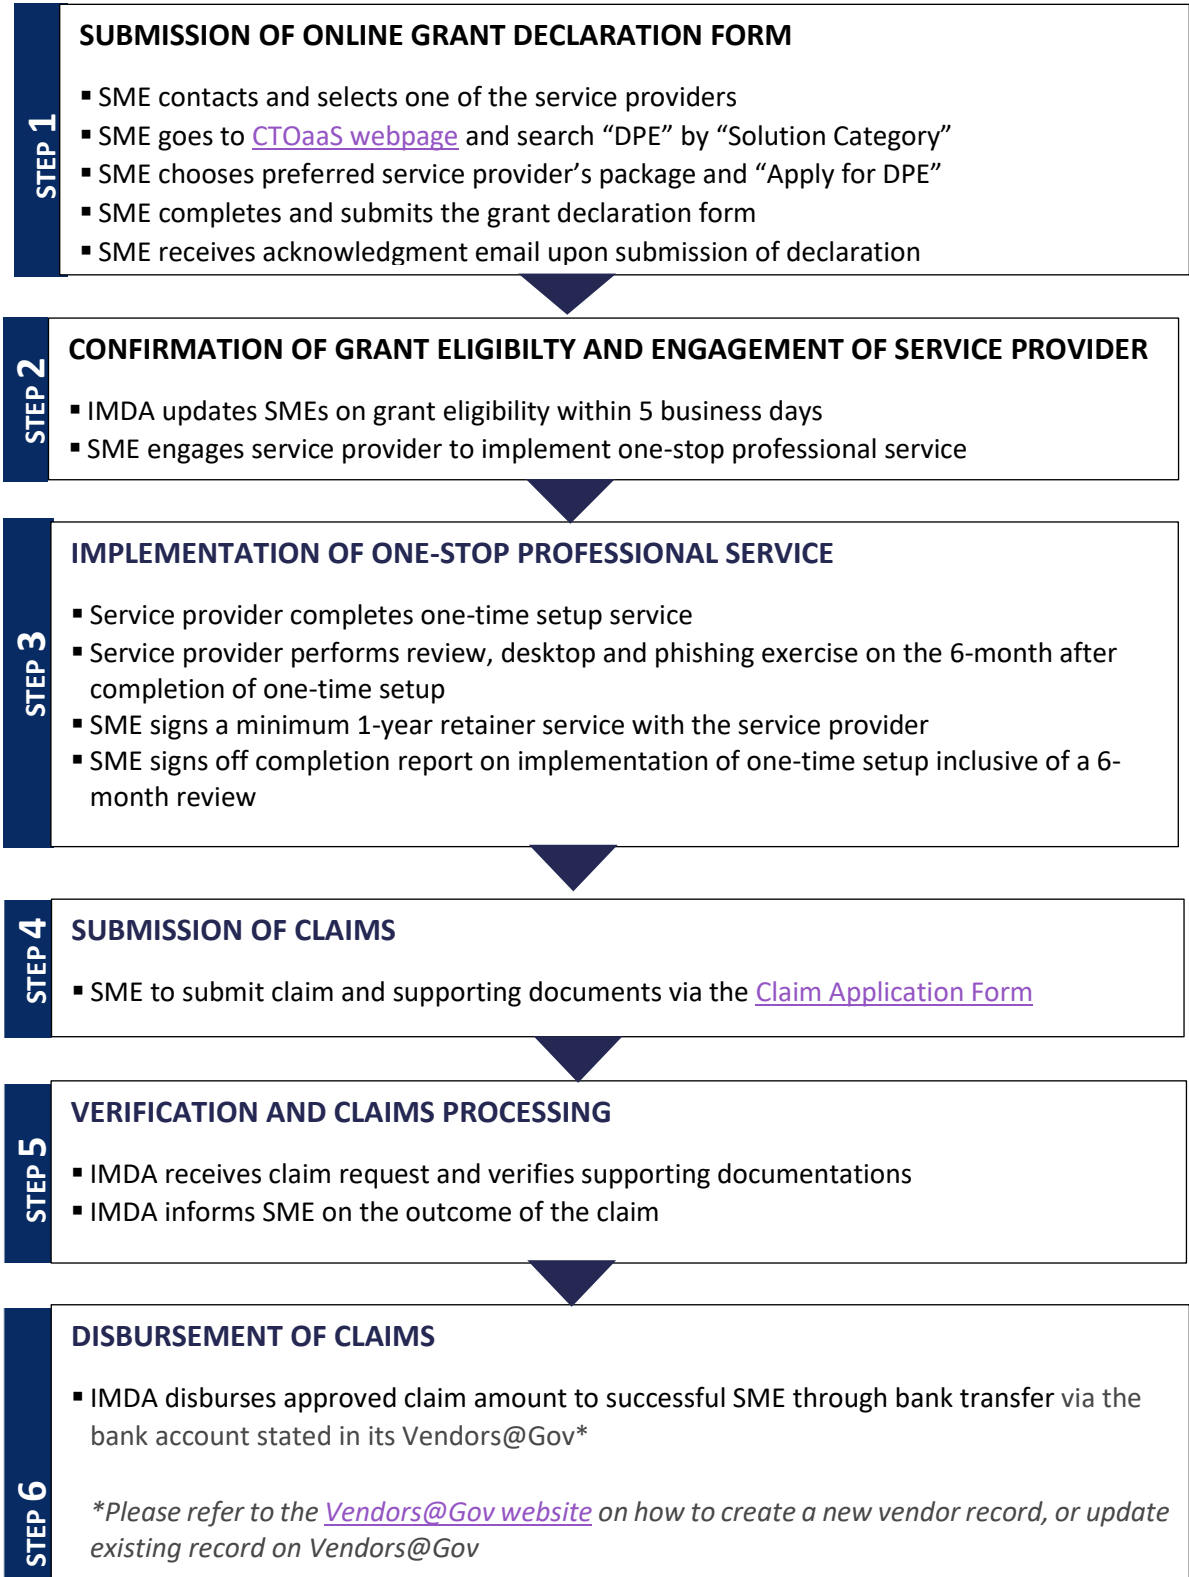 STEP 1
SUBMISSION OF ONLINE GRANT DECLARATION FORM
▪ SME contacts and selects one of the service providers
▪ SME goes to CTOaaS webpage and search “DPE” by “Solution Category”
▪ SME chooses preferred service provider’s package and “Apply for DPE”
▪ SME completes and submits the grant declaration form
▪ SME receives acknowledgment email upon submission of declaration
STEP 2
CONFIRMATION OF GRANT ELIGIBILTY AND ENGAGEMENT OF SERVICE PROVIDER
▪ IMDA updates SMEs on grant eligibility within 5 business days
▪ SME engages service provider to implement one-stop professional service
STEP 3
IMPLEMENTATION OF ONE-STOP PROFESSIONAL SERVICE
▪ Service provider completes one-time setup service
▪ Service provider performs review, desktop and phishing exercise on the 6-month after
completion of one-time setup
▪ SME signs a minimum 1-year retainer service with the service provider
▪ SME signs off completion report on implementation of one-time setup inclusive of a 6-
month review
STEP 4
SUBMISSION OF CLAIMS
▪ SME to submit claim and supporting documents via the Claim Application Form
STEP 5
VERIFICATION AND CLAIMS PROCESSING
▪ IMDA receives claim request and verifies supporting documentations
▪ IMDA informs SME on the outcome of the claim
STEP 6
DISBURSEMENT OF CLAIMS
▪ IMDA disburses approved claim amount to successful SME through bank transfer via the
bank account stated in its Vendors@Gov*
*Please refer to the Vendors@Gov website on how to create a new vendor record, or update
existing record on Vendors@Gov